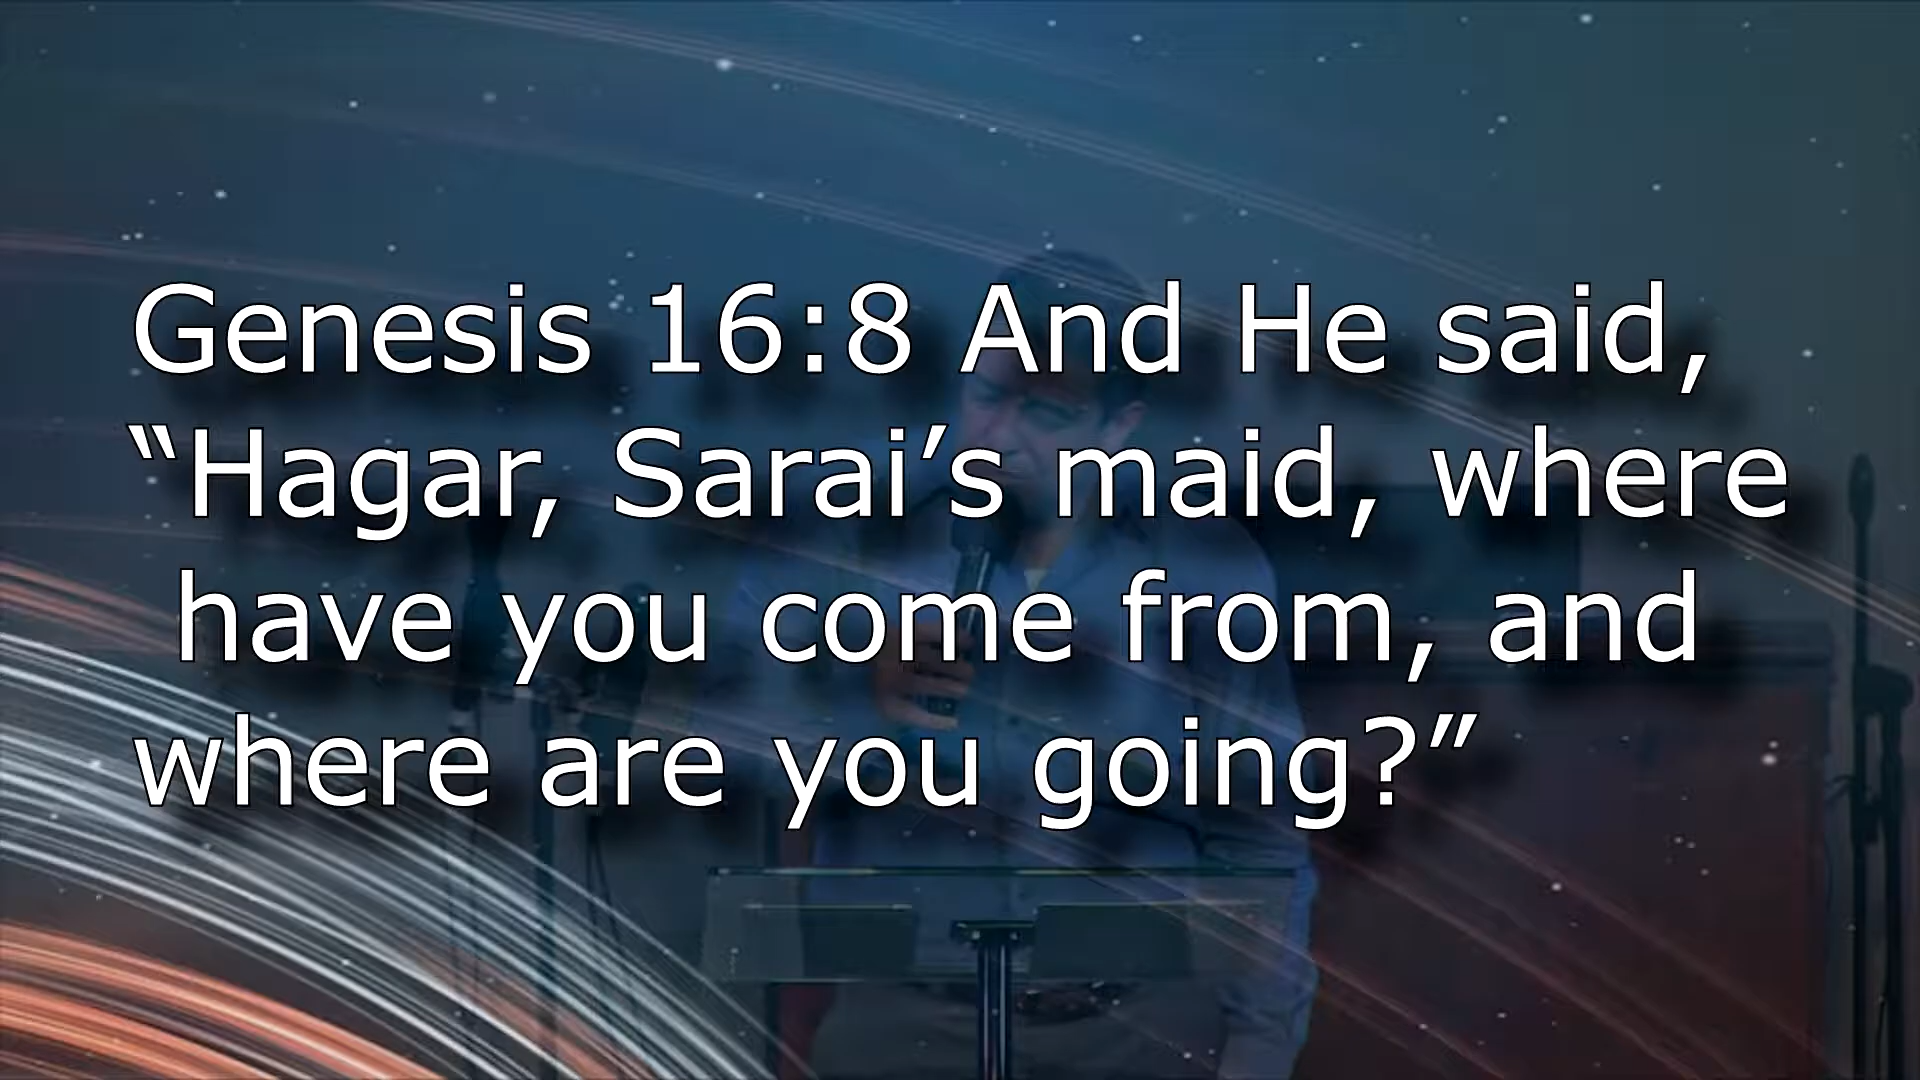 Genesis 16:8 And He said,
“Hagar, Sarai’s maid, where
have you come from, and
where are you going?”